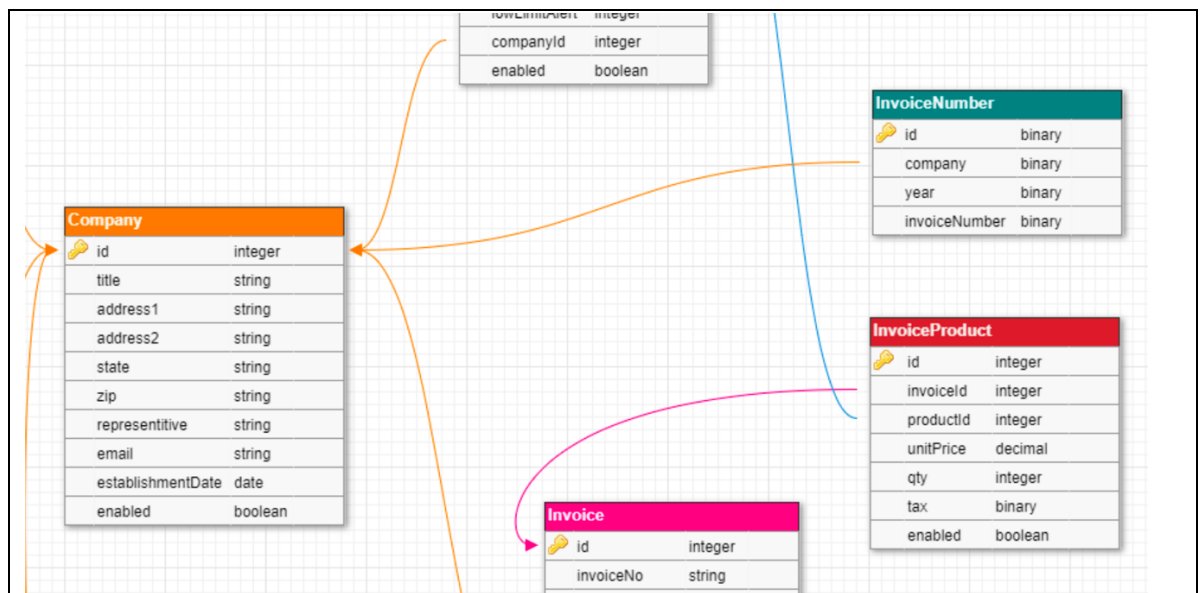 lowLimitAlert integer
companyId integer
enabled boolean
InvoiceNumber
id binary
company binary
year binary
invoiceNumber binary
Company
id integer
title string
address1 string
address2 string
state string
zip string
representitive string
email string
establishmentDate date
enabled boolean
InvoiceProduct
id integer
invoiceId integer
productId integer
unitPrice decimal
qty integer
tax binary
enabled boolean
Invoice
id integer
invoiceNo string